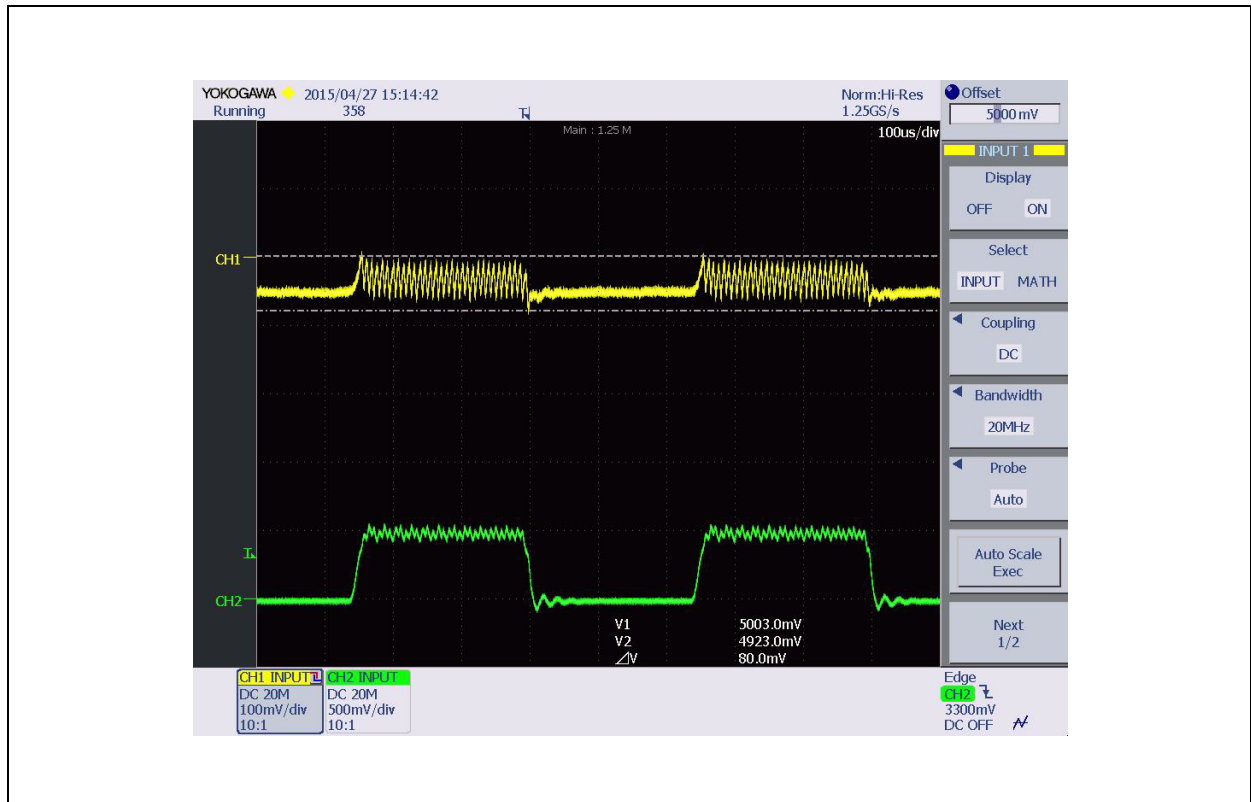 YOKOGAWA 2015/04/27 15:14:42
Running 358
Norm:Hi-Res
1.25GS/s
Main : 1.25 M
100us/div
CH1
CH2
V1 5003.0mV
V2 4923.0mV
⊿V 80.0mV
Offset
5000 mV
INPUT 1
Display
OFF ON
Select
INPUT MATH
Coupling
DC
Bandwidth
20MHz
Probe
Auto
Auto Scale
Exec
Next
1/2
CH1 INPUT
DC 20M
100mV/div
10:1
CH2 INPUT
DC 20M
500mV/div
10:1
Edge
CH2
3300mV
DC OFF